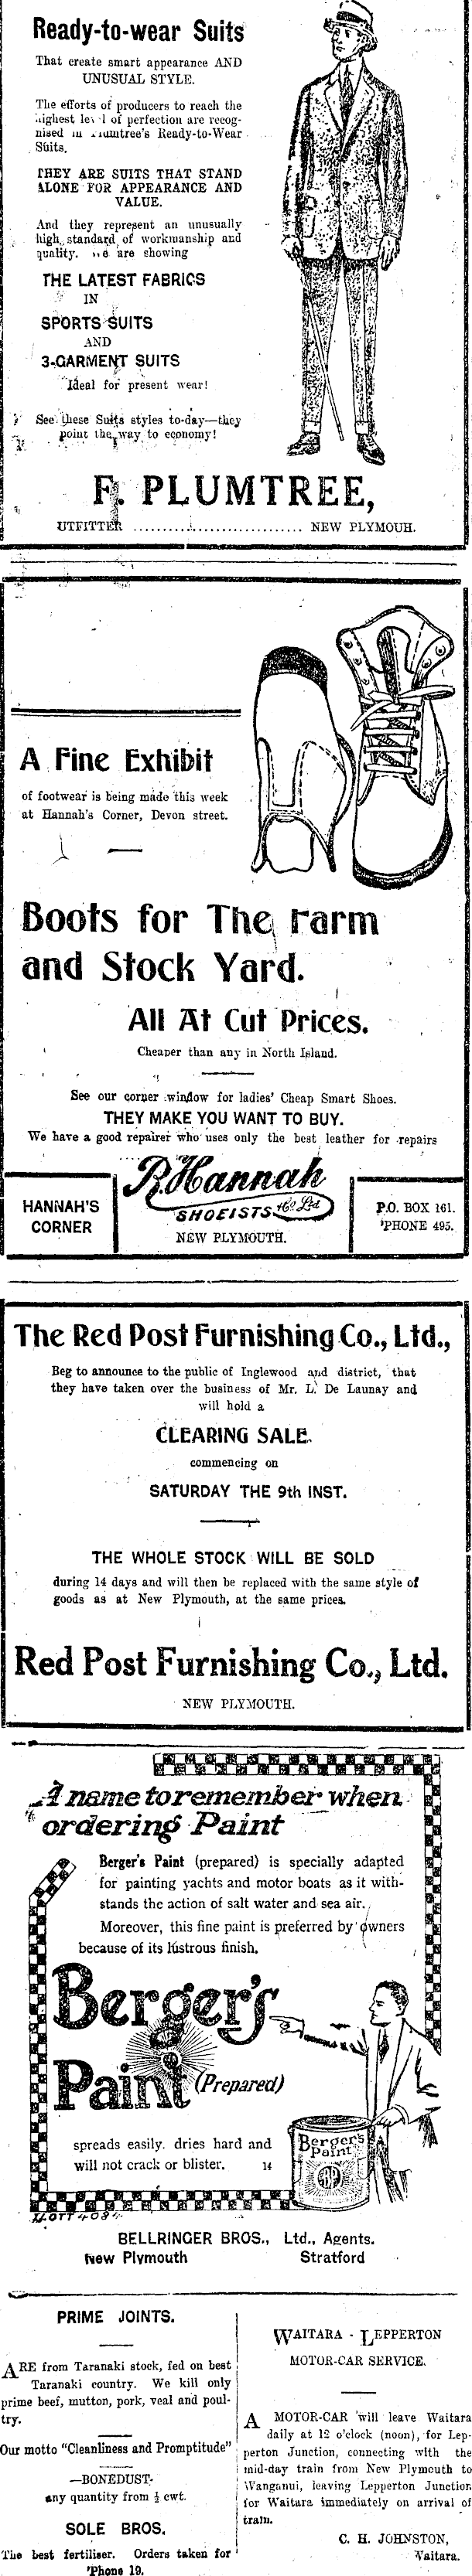 Ready-to-wear Suits
That create smart appearance AND
UNUSUAL STYLE.
The efforts of producers to reach the
highest level of perfection are recog-
nised in Plumtree's Ready-to-Wear
Suits.
THEY ARE SUITS THAT STAND
ALONE FOR APPEARANCE AND
VALUE.
And they represent an unusually
high standard of workmanship and
quality. We are showing
THE LATEST FABRICS
IN
SPORTS SUITS
AND
3-GARMENT SUITS
Ideal for present wear!
See these Suits styles to-day—they
point the way to economy!
F. PLUMTREE,
UTFITTER ............................... NEW PLYMOUH.
A Fine Exhibit
of footwear is being made this week
at Hannah's Corner, Devon street.
Boots for The Farm
and Stock Yard.
All At Cut Prices.
Cheaper than any in North Island.
See our corner window for ladies' Cheap Smart Shoes.
THEY MAKE YOU WANT TO BUY.
We have a good repairer who uses only the best leather for repairs
HANNAH'S
CORNER
R. Hannah
SHOEISTS & Co Ltd
NEW PLYMOUTH.
P.O. BOX 161.
'PHONE 495.
The Red Post Furnishing Co., Ltd.,
Beg to announce to the public of Inglewood and district, that
they have taken over the business of Mr. L. De Launay and
will hold a
CLEARING SALE.
commencing on
SATURDAY THE 9th INST.
THE WHOLE STOCK WILL BE SOLD
during 14 days and will then be replaced with the same style of
goods as at New Plymouth, at the same prices.
Red Post Furnishing Co., Ltd.
NEW PLYMOUTH.
A name to remember when
ordering Paint
Berger's Paint (prepared) is specially adapted
for painting yachts and motor boats as it with-
stands the action of salt water and sea air.
Moreover, this fine paint is preferred by owners
because of its lustrous finish.
Berger's
Paint (Prepared)
Berger's
Paint
spreads easily. dries hard and
will not crack or blister. 14
BELLRINGER BROS., Ltd., Agents.
New Plymouth Stratford
PRIME JOINTS.
ARE from Taranaki stock, fed on best
Taranaki country. We kill only
prime beef, mutton, pork, veal and poul-
try.
Our motto "Cleanliness and Promptitude"
—BONEDUST.
any quantity from ½ cwt.
SOLE BROS.
The best fertiliser. Orders taken for
'Phone 19.
WAITARA - LEPPERTON
MOTOR-CAR SERVICE.
A MOTOR-CAR will leave Waitara
daily at 12 o'clock (noon), for Lep-
perton Junction, connecting with the
mid-day train from New Plymouth to
Wanganui, leaving Lepperton Junction
for Waitara immediately on arrival of
train.
C. H. JOHNSTON,
Waitara.